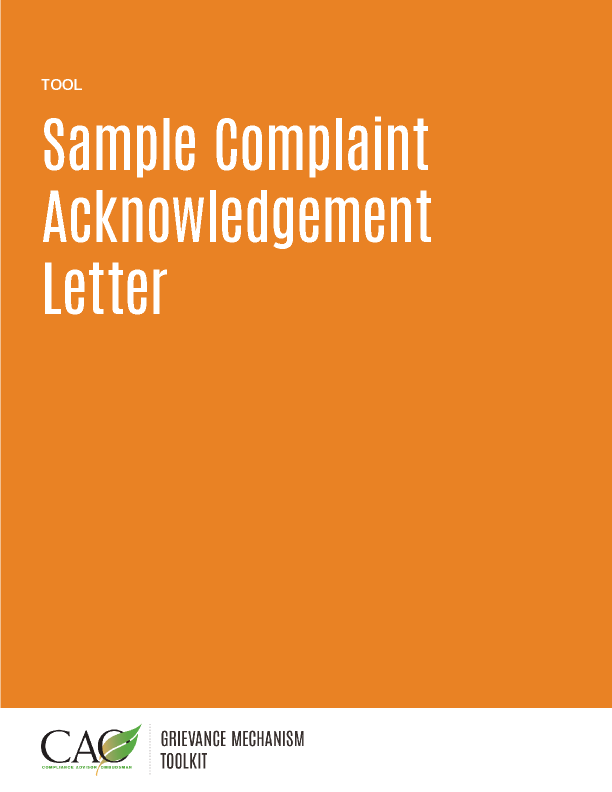 TOOL
Sample Complaint
Acknowledgement
Letter
CAO
COMPLIANCE ADVISOR OMBUDSMAN
GRIEVANCE MECHANISM
TOOLKIT